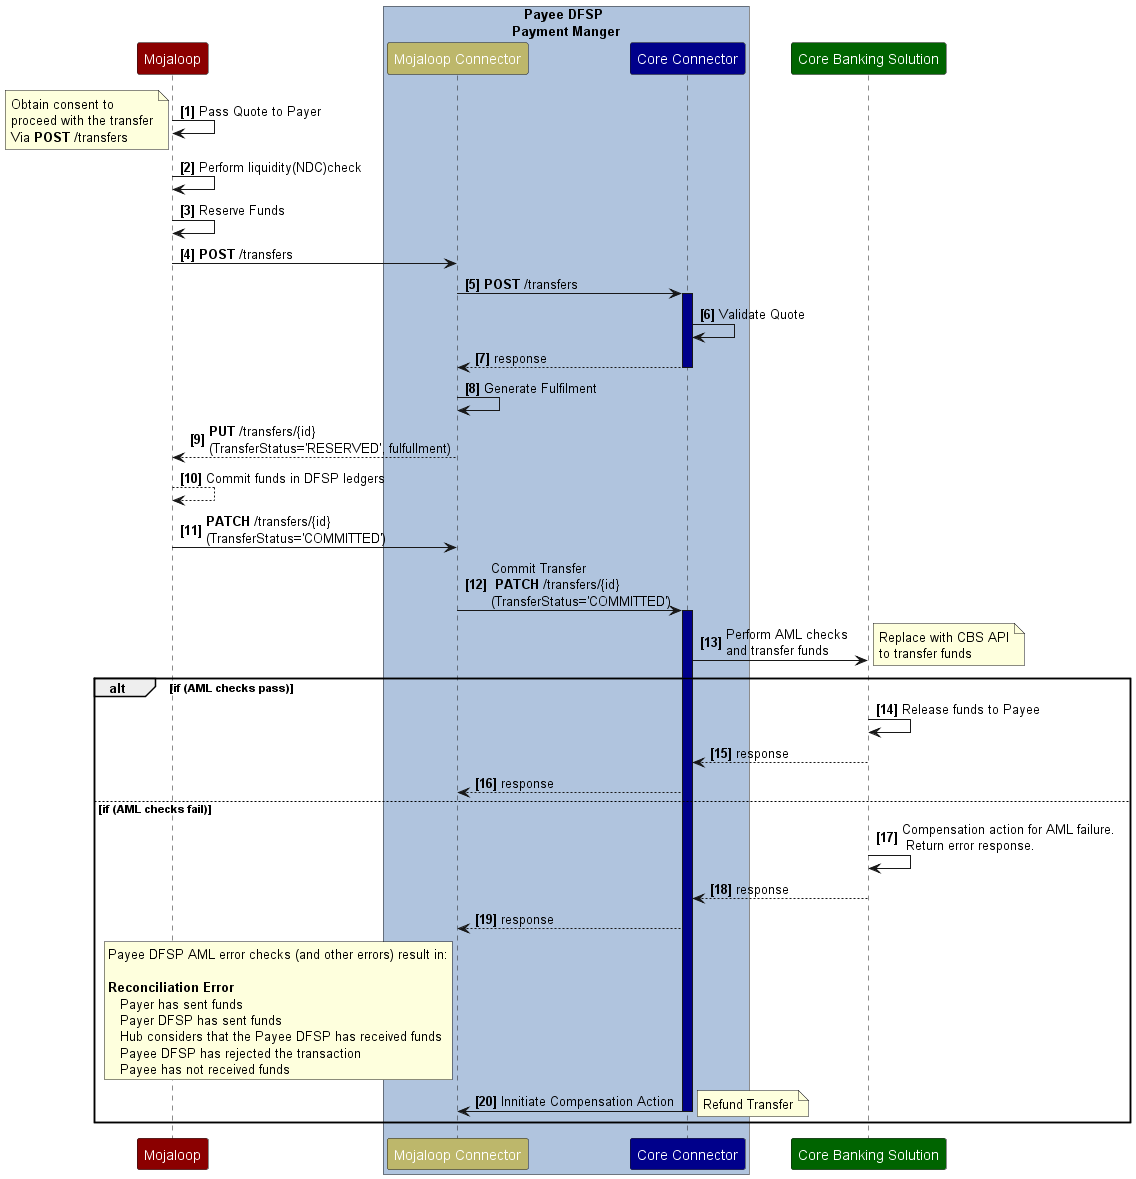 Payee DFSP
Payment Manger
Mojaloop
Mojaloop Connector
Core Connector
Core Banking Solution
Obtain consent to
proceed with the transfer
Via POST /transfers
[1] Pass Quote to Payer
[2] Perform liquidity(NDC)check
[3] Reserve Funds
[4] POST /transfers
[5] POST /transfers
[6] Validate Quote
[7] response
[8] Generate Fulfilment
[9] PUT /transfers/{id}
(TransferStatus='RESERVED', fulfullment)
[10] Commit funds in DFSP ledgers
[11] PATCH /transfers/{id}
(TransferStatus='COMMITTED')
Commit Transfer
[12] PATCH /transfers/{id}
(TransferStatus='COMMITTED')
[13] Perform AML checks
and transfer funds
Replace with CBS API
to transfer funds
alt [if (AML checks pass)]
[14] Release funds to Payee
[15] response
[16] response
[if (AML checks fail)]
[17] Compensation action for AML failure.
Return error response.
[18] response
[19] response
Payee DFSP AML error checks (and other errors) result in:
Reconciliation Error
Payer has sent funds
Payer DFSP has sent funds
Hub considers that the Payee DFSP has received funds
Payee DFSP has rejected the transaction
Payee has not received funds
[20] Innitiate Compensation Action
Refund Transfer
Mojaloop
Mojaloop Connector
Core Connector
Core Banking Solution